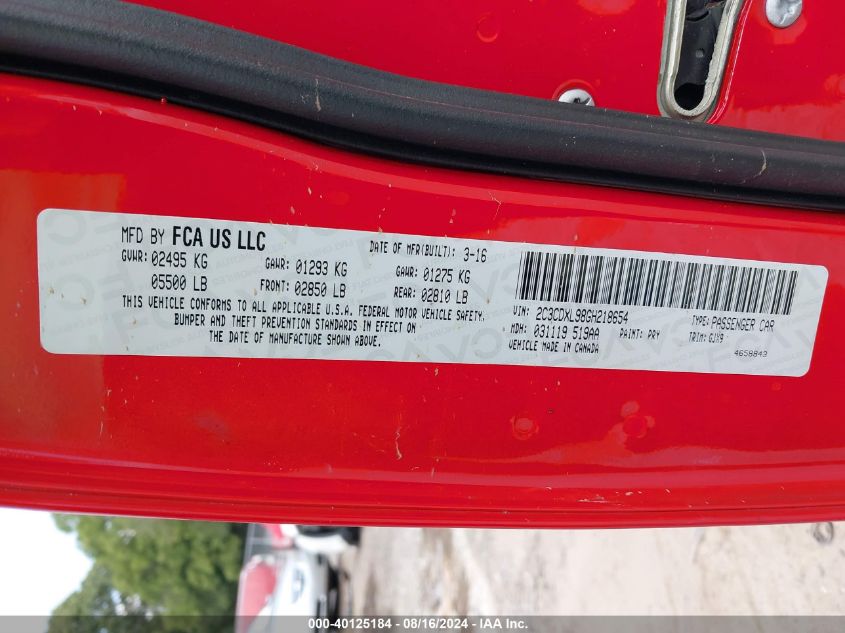 MFD BY FCA US LLC
DATE OF MFR(BUILT): 3-16
GVWR: 02495 KG GAWR: 01293 KG GAWR: 01275 KG
05500 LB FRONT: 02850 LB REAR: 02810 LB
THIS VEHICLE CONFORMS TO ALL APPLICABLE U.S.A. FEDERAL MOTOR VEHICLE SAFETY,
BUMPER AND THEFT PREVENTION STANDARDS IN EFFECT ON
THE DATE OF MANUFACTURE SHOWN ABOVE.
VIN: 2C3CDXL98GH218654 TYPE: PASSENGER CAR
MDH: 031119 519AA PAINT: PRY TRIM: GJX9
VEHICLE MADE IN CANADA 4658843
000-40125184 - 08/16/2024 - IAA, Inc.